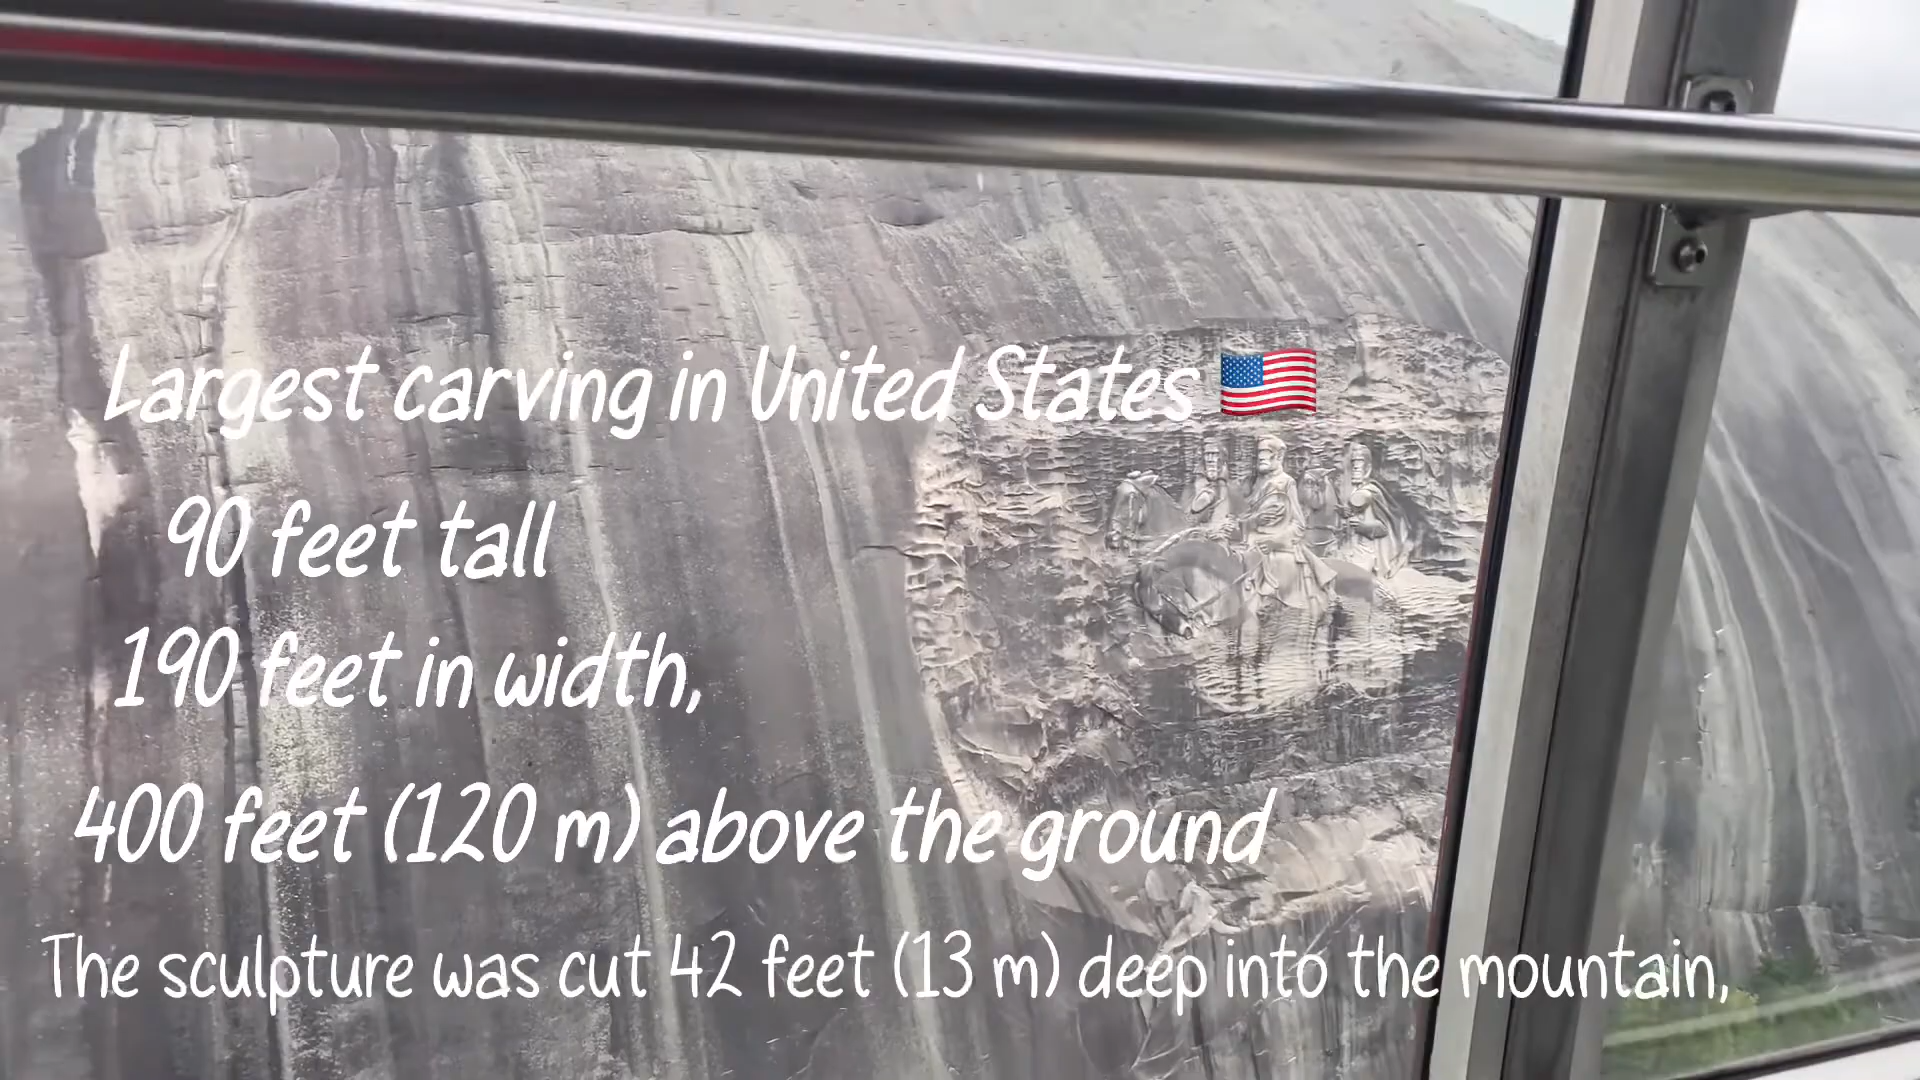 Largest carving in United States 🇺🇸
90 feet tall
190 feet in width,
400 feet (120 m) above the ground
The sculpture was cut 42 feet (13 m) deep into the mountain,